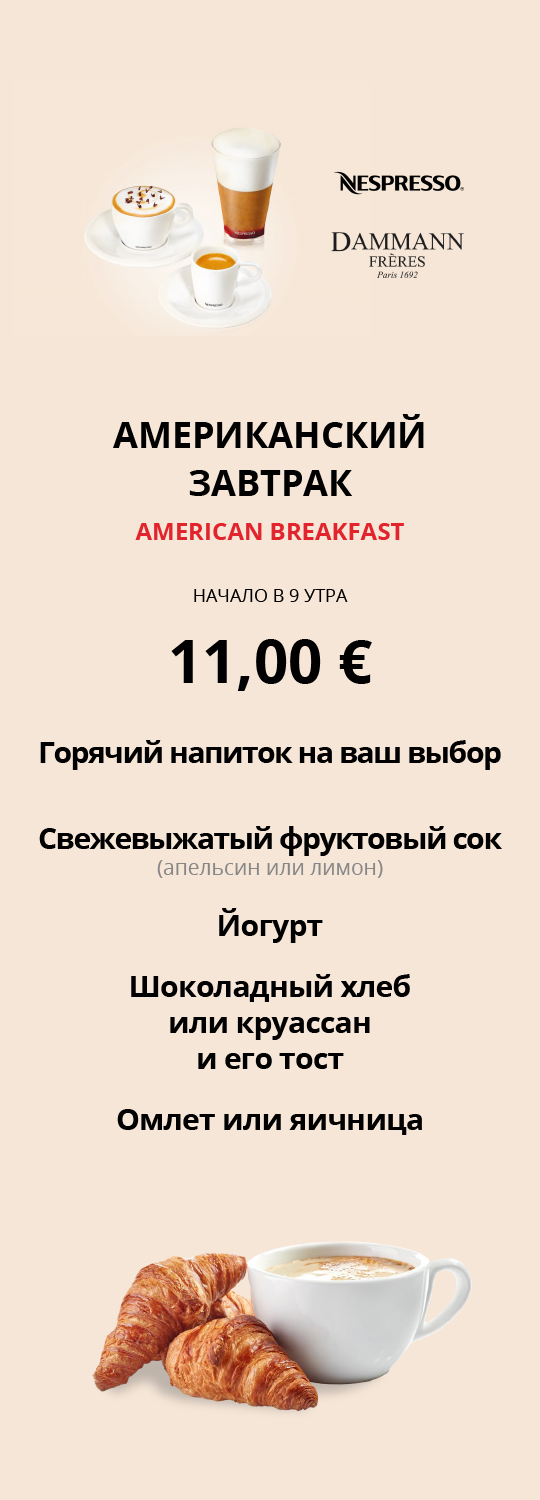 NESPRESSO®
DAMMANN
FRÈRES
Paris 1692
АМЕРИКАНСКИЙ
ЗАВТРАК
AMERICAN BREAKFAST
НАЧАЛО В 9 УТРА
11,00 €
Горячий напиток на ваш выбор
Свежевыжатый фруктовый сок
(апельсин или лимон)
Йогурт
Шоколадный хлеб
или круассан
и его тост
Омлет или яичница